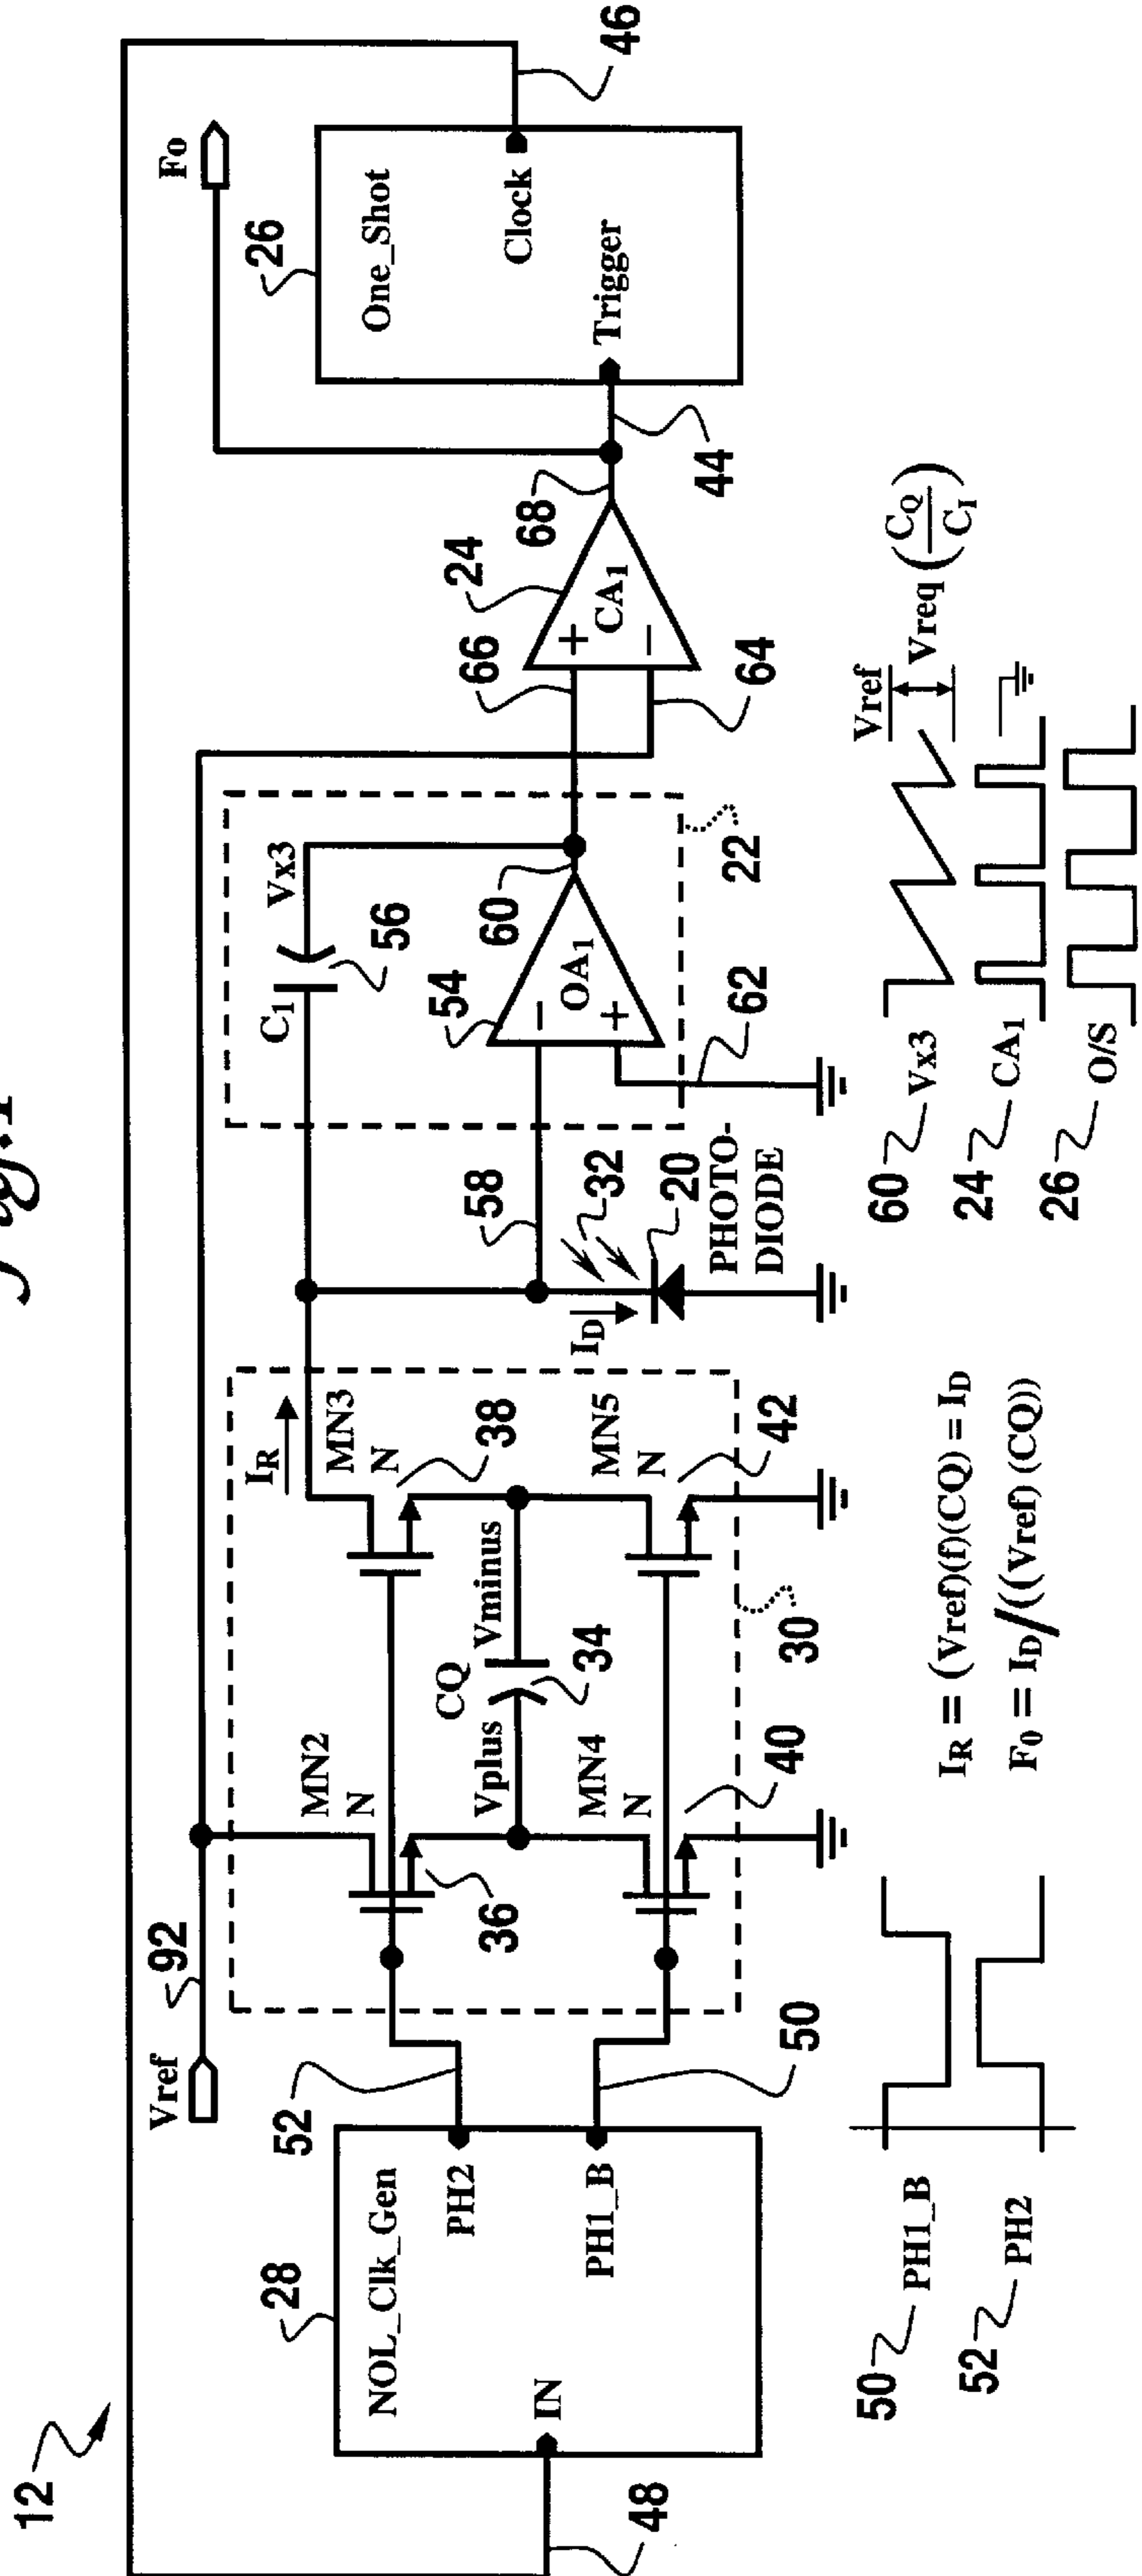 Fig.1
12
Vref
92
Fo
46
28
NOL_Clk_Gen
IN
PH2
PH1_B
48
52
50
MN2
N
36
MN4
N
40
Vplus
CQ
Vminus
34
IR
MN3
N
38
MN5
N
42
30
58
ID
32
20
PHOTO-
DIODE
C1
Vx3
56
54
OA1
−
+
60
62
22
66
64
24
CA1
+
−
68
44
26
One_Shot
Trigger
Clock
50
PH1_B
52
PH2
IR = (Vref)(f)(CQ) = ID
F0 = ID/((Vref) (CQ))
60
Vx3
24
CA1
26
O/S
Vref
Vreq (CQ/CI)